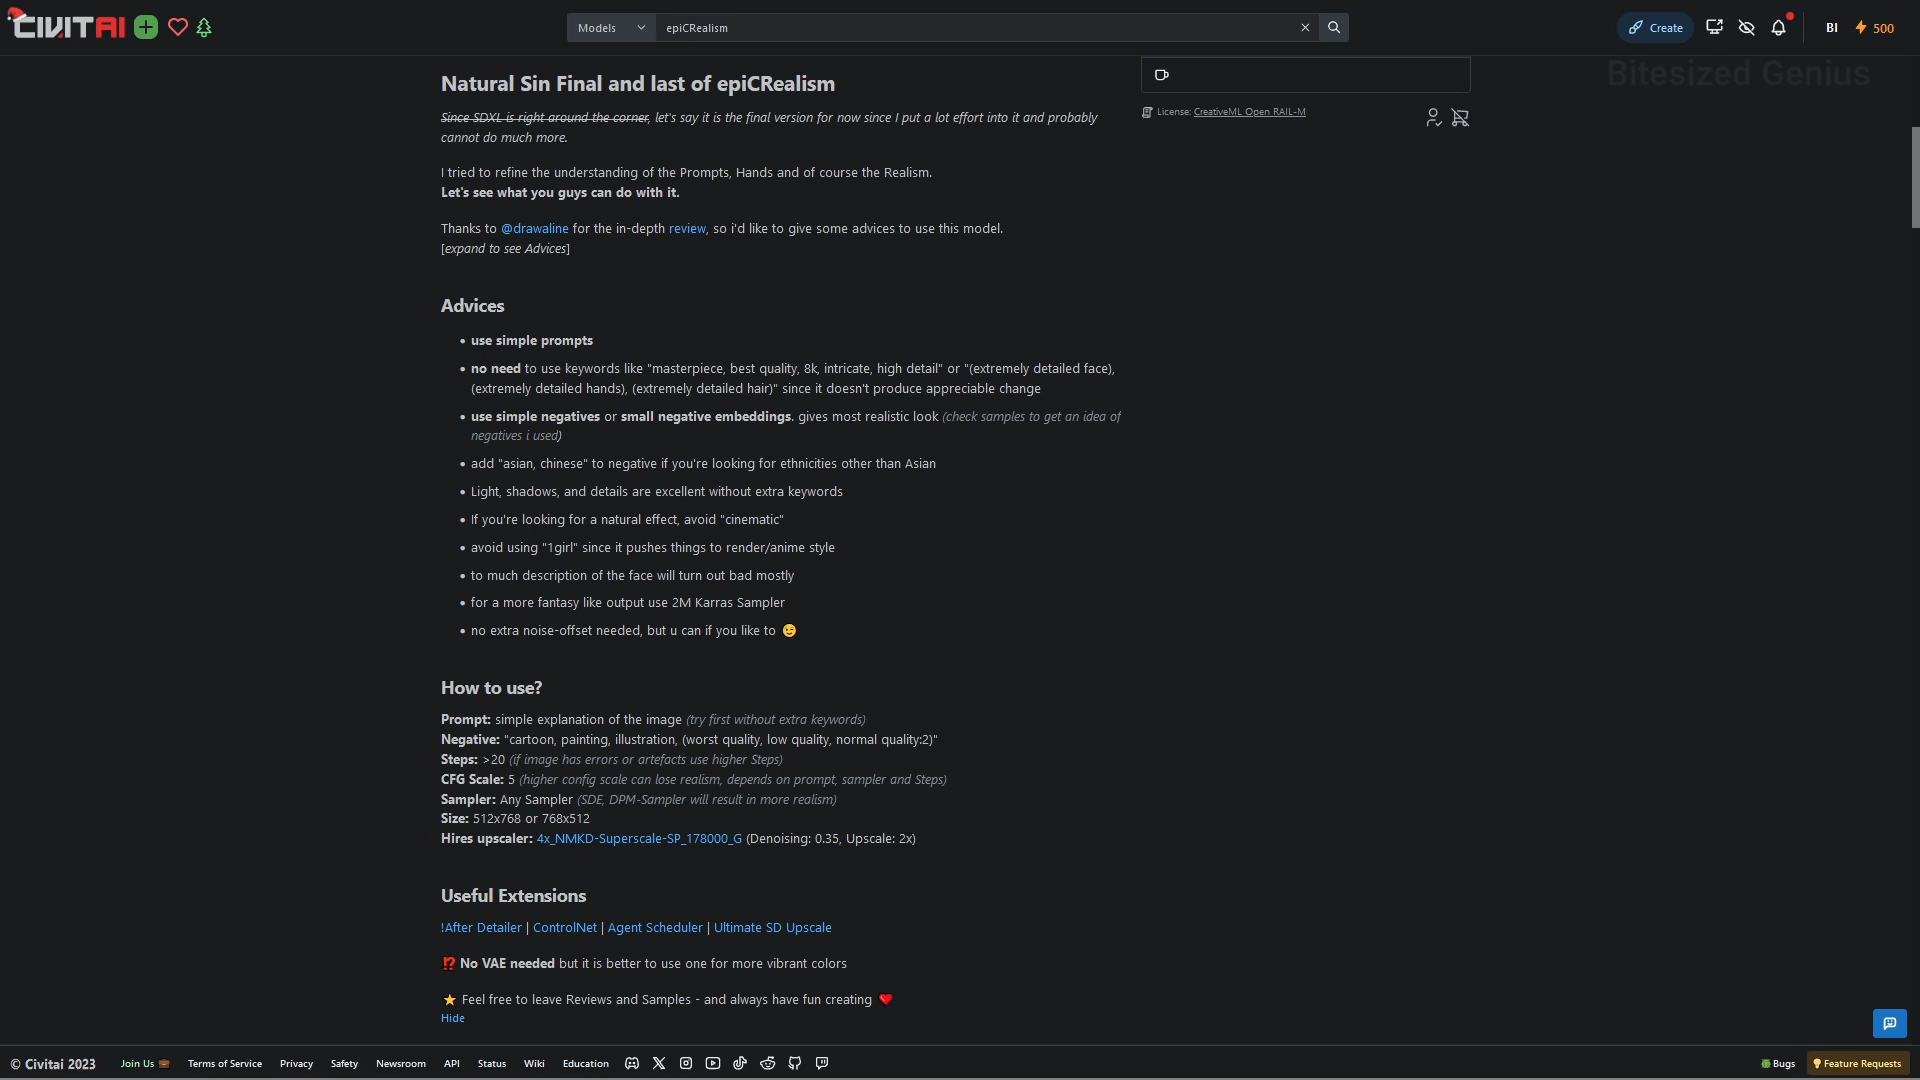 CIVITAI
Models
epiCRealism
Create
BI
500
Bitesized Genius
Natural Sin Final and last of epiCRealism
Since SDXL is right around the corner, let's say it is the final version for now since I put a lot effort into it and probably
cannot do much more.
I tried to refine the understanding of the Prompts, Hands and of course the Realism.
Let's see what you guys can do with it.
Thanks to @drawaline for the in-depth review, so i'd like to give some advices to use this model.
[expand to see Advices]
License: CreativeML Open RAIL-M
Advices
• use simple prompts
• no need to use keywords like "masterpiece, best quality, 8k, intricate, high detail" or "(extremely detailed face),
(extremely detailed hands), (extremely detailed hair)" since it doesn't produce appreciable change
• use simple negatives or small negative embeddings. gives most realistic look (check samples to get an idea of
negatives i used)
• add "asian, chinese" to negative if you're looking for ethnicities other than Asian
• Light, shadows, and details are excellent without extra keywords
• If you're looking for a natural effect, avoid "cinematic"
• avoid using "1girl" since it pushes things to render/anime style
• to much description of the face will turn out bad mostly
• for a more fantasy like output use 2M Karras Sampler
• no extra noise-offset needed, but u can if you like to 😉
How to use?
Prompt: simple explanation of the image (try first without extra keywords)
Negative: "cartoon, painting, illustration, (worst quality, low quality, normal quality:2)"
Steps: >20 (if image has errors or artefacts use higher Steps)
CFG Scale: 5 (higher config scale can lose realism, depends on prompt, sampler and Steps)
Sampler: Any Sampler (SDE, DPM-Sampler will result in more realism)
Size: 512x768 or 768x512
Hires upscaler: 4x_NMKD-Superscale-SP_178000_G (Denoising: 0.35, Upscale: 2x)
Useful Extensions
!After Detailer | ControlNet | Agent Scheduler | Ultimate SD Upscale
⁉ No VAE needed but it is better to use one for more vibrant colors
⭐ Feel free to leave Reviews and Samples - and always have fun creating ❤
Hide
© Civitai 2023
Join Us
Terms of Service
Privacy
Safety
Newsroom
API
Status
Wiki
Education
Bugs
Feature Requests